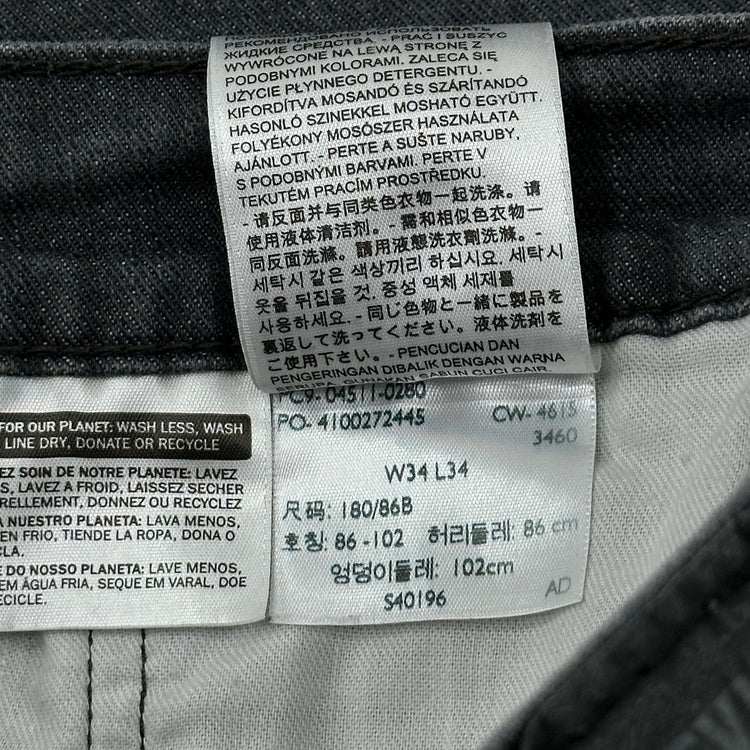 РЕКОМЕНДОВАНО ИСПОЛЬЗОВАТЬ
ЖИДКИЕ СРЕДСТВА. - PRAĆ I SUSZYĆ
WYWRÓCONE NA LEWĄ STRONĘ Z
PODOBNYMI KOLORAMI. ZALECA SIĘ
UŻYCIE PŁYNNEGO DETERGENTU. -
KIFORDÍTVA MOSANDÓ ÉS SZÁRÍTANDÓ
HASONLÓ SZINEKKEL MOSHATÓ EGYÜTT.
FOLYÉKONY MOSÓSZER HASZNÁLATA
AJÁNLOTT. - PERTE A SUŠTE NARUBY,
S PODOBNÝMI BARVAMI. PERTE V
TEKUTÉM PRACÍM PROSTŘEDKU.
- 请反面并与同类色衣物一起洗涤。请
使用液体清洁剂。- 需和相似色衣物一
同反面洗滌。請用液態洗衣劑洗滌。-
세탁시 같은 색상끼리 하십시요. 세탁시
옷을 뒤집을 것. 중성 액체 세제를
사용하세요. - 同じ色物と一緒に製品を
裏返して洗ってください。液体洗剤を
ご使用下さい。- PENCUCIAN DAN
PENGERINGAN DIBALIK DENGAN WARNA
SERUPA. GUNAKAN SABUN CUCI CAIR.
FOR OUR PLANET: WASH LESS, WASH
LINE DRY, DONATE OR RECYCLE
EZ SOIN DE NOTRE PLANETE: LAVEZ
S, LAVEZ A FROID, LAISSEZ SECHER
RELLEMENT, DONNEZ OU RECYCLEZ
A NUESTRO PLANETA: LAVA MENOS,
EN FRIO, TIENDE LA ROPA, DONA O
CLA.
E DO NOSSO PLANETA: LAVE MENOS,
EM ÁGUA FRIA, SEQUE EM VARAL, DOE
ECICLE.
PC9-04511-0280
PO- 4100272445 CW- 4615
3460
W34 L34
尺码: 180/86B
호칭: 86 -102 허리둘레: 86 cm
엉덩이둘레: 102cm
S40196 AD